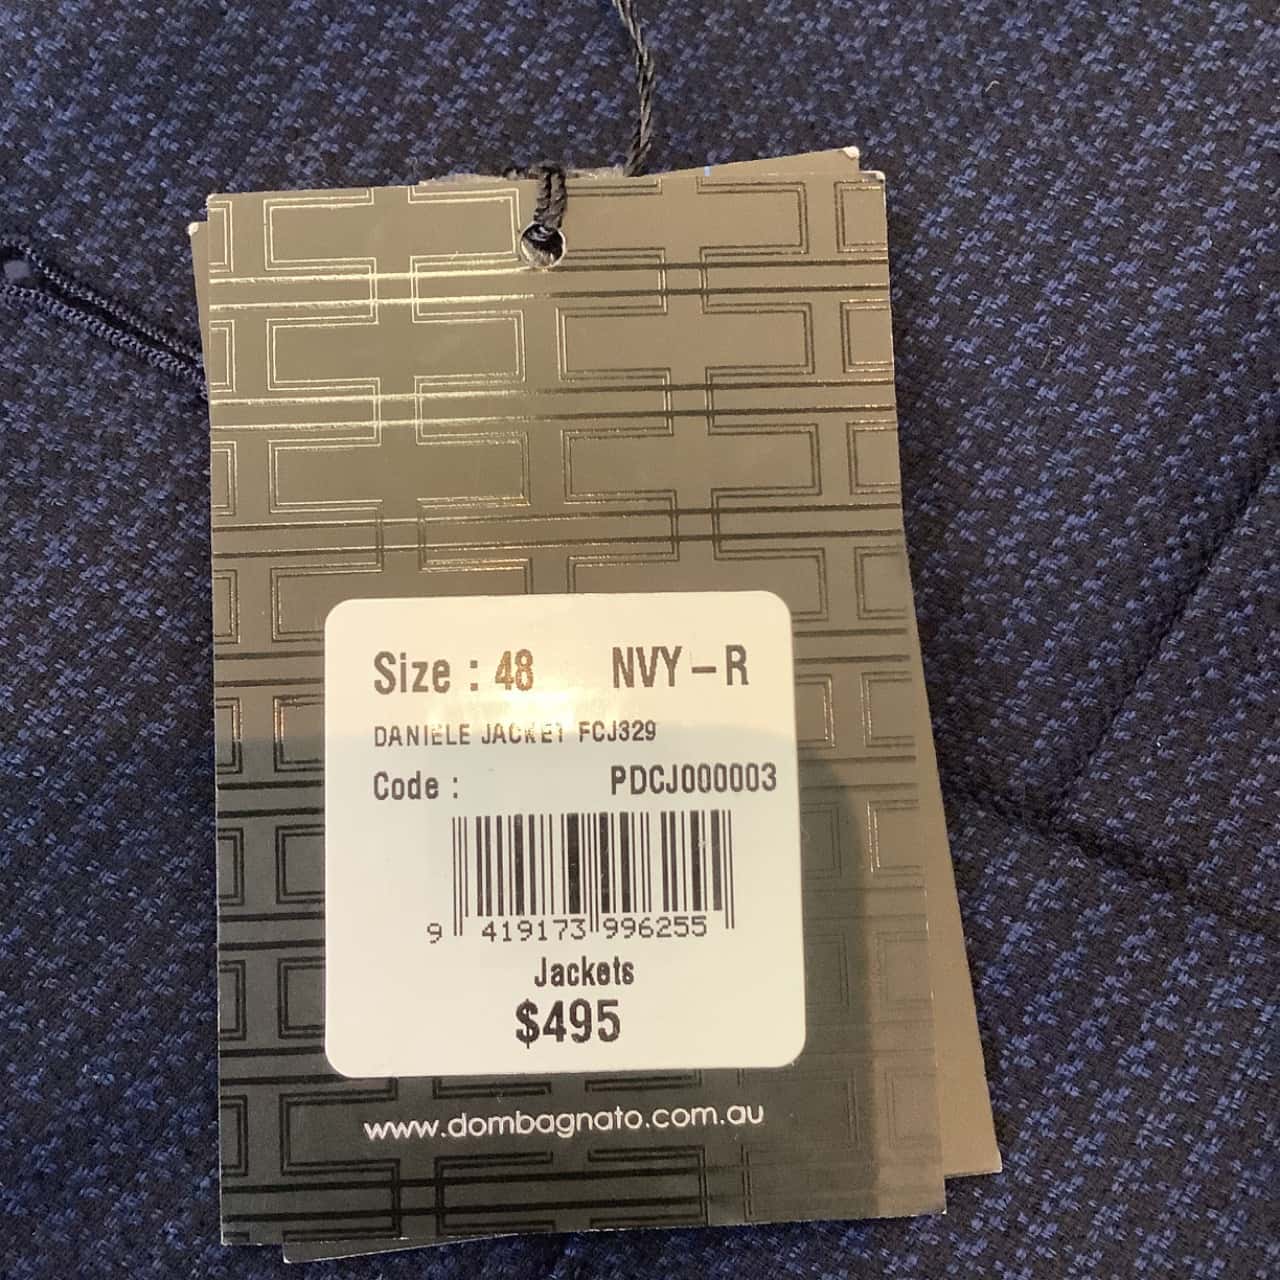 Size : 48 NVY-R
DANIELE JACKET FCJ329
Code : PDCJ000003
9 419173 996255
Jackets
$495
www.dombagnato.com.au